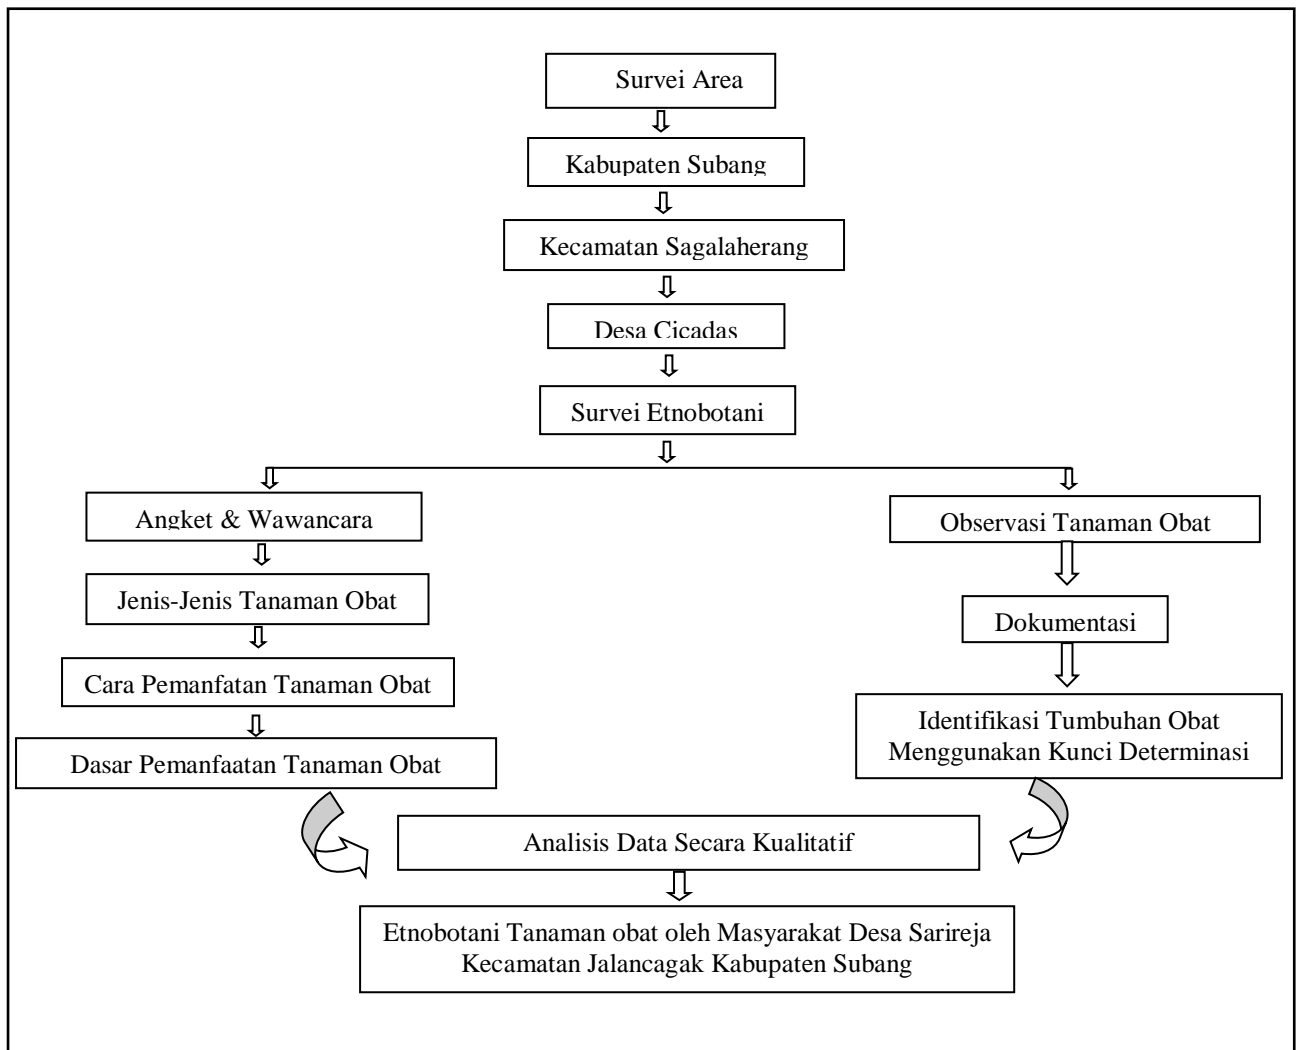 Survei Area
Kabupaten Subang
Kecamatan Sagalaherang
Desa Cicadas
Survei Etnobotani
Angket & Wawancara
Jenis-Jenis Tanaman Obat
Cara Pemanfatan Tanaman Obat
Dasar Pemanfaatan Tanaman Obat
Observasi Tanaman Obat
Dokumentasi
Identifikasi Tumbuhan Obat
Menggunakan Kunci Determinasi
Analisis Data Secara Kualitatif
Etnobotani Tanaman obat oleh Masyarakat Desa Sarireja
Kecamatan Jalancagak Kabupaten Subang